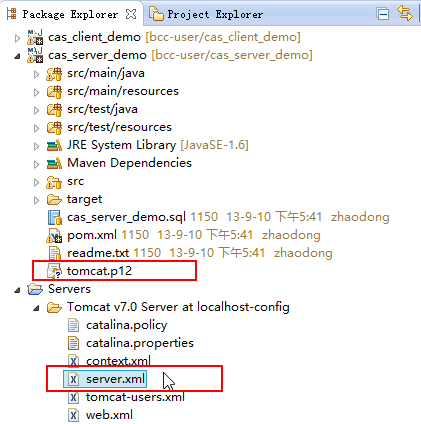 Package Explorer Project Explorer
cas_client_demo [bcc-user/cas_client_demo]
cas_server_demo [bcc-user/cas_server_demo]
src/main/java
src/main/resources
src/test/java
src/test/resources
JRE System Library [JavaSE-1.6]
Maven Dependencies
src
target
cas_server_demo.sql 1150 13-9-10 下午5:41 zhaodong
pom.xml 1150 13-9-10 下午5:41 zhaodong
readme.txt 1150 13-9-10 下午5:41 zhaodong
tomcat.p12
Servers
Tomcat v7.0 Server at localhost-config
catalina.policy
catalina.properties
context.xml
server.xml
tomcat-users.xml
web.xml